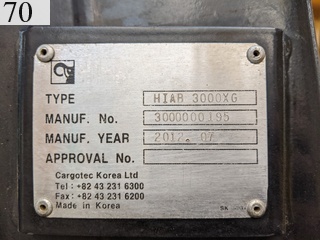 70
TYPE HIAB 3000XG
MANUF. No. 3000000195
MANUF. YEAR 2012. 07
APPROVAL No.
Cargotec Korea Ltd
Tel : +82 43 231 6300
Fax : +82 43 231 6200
Made in Korea